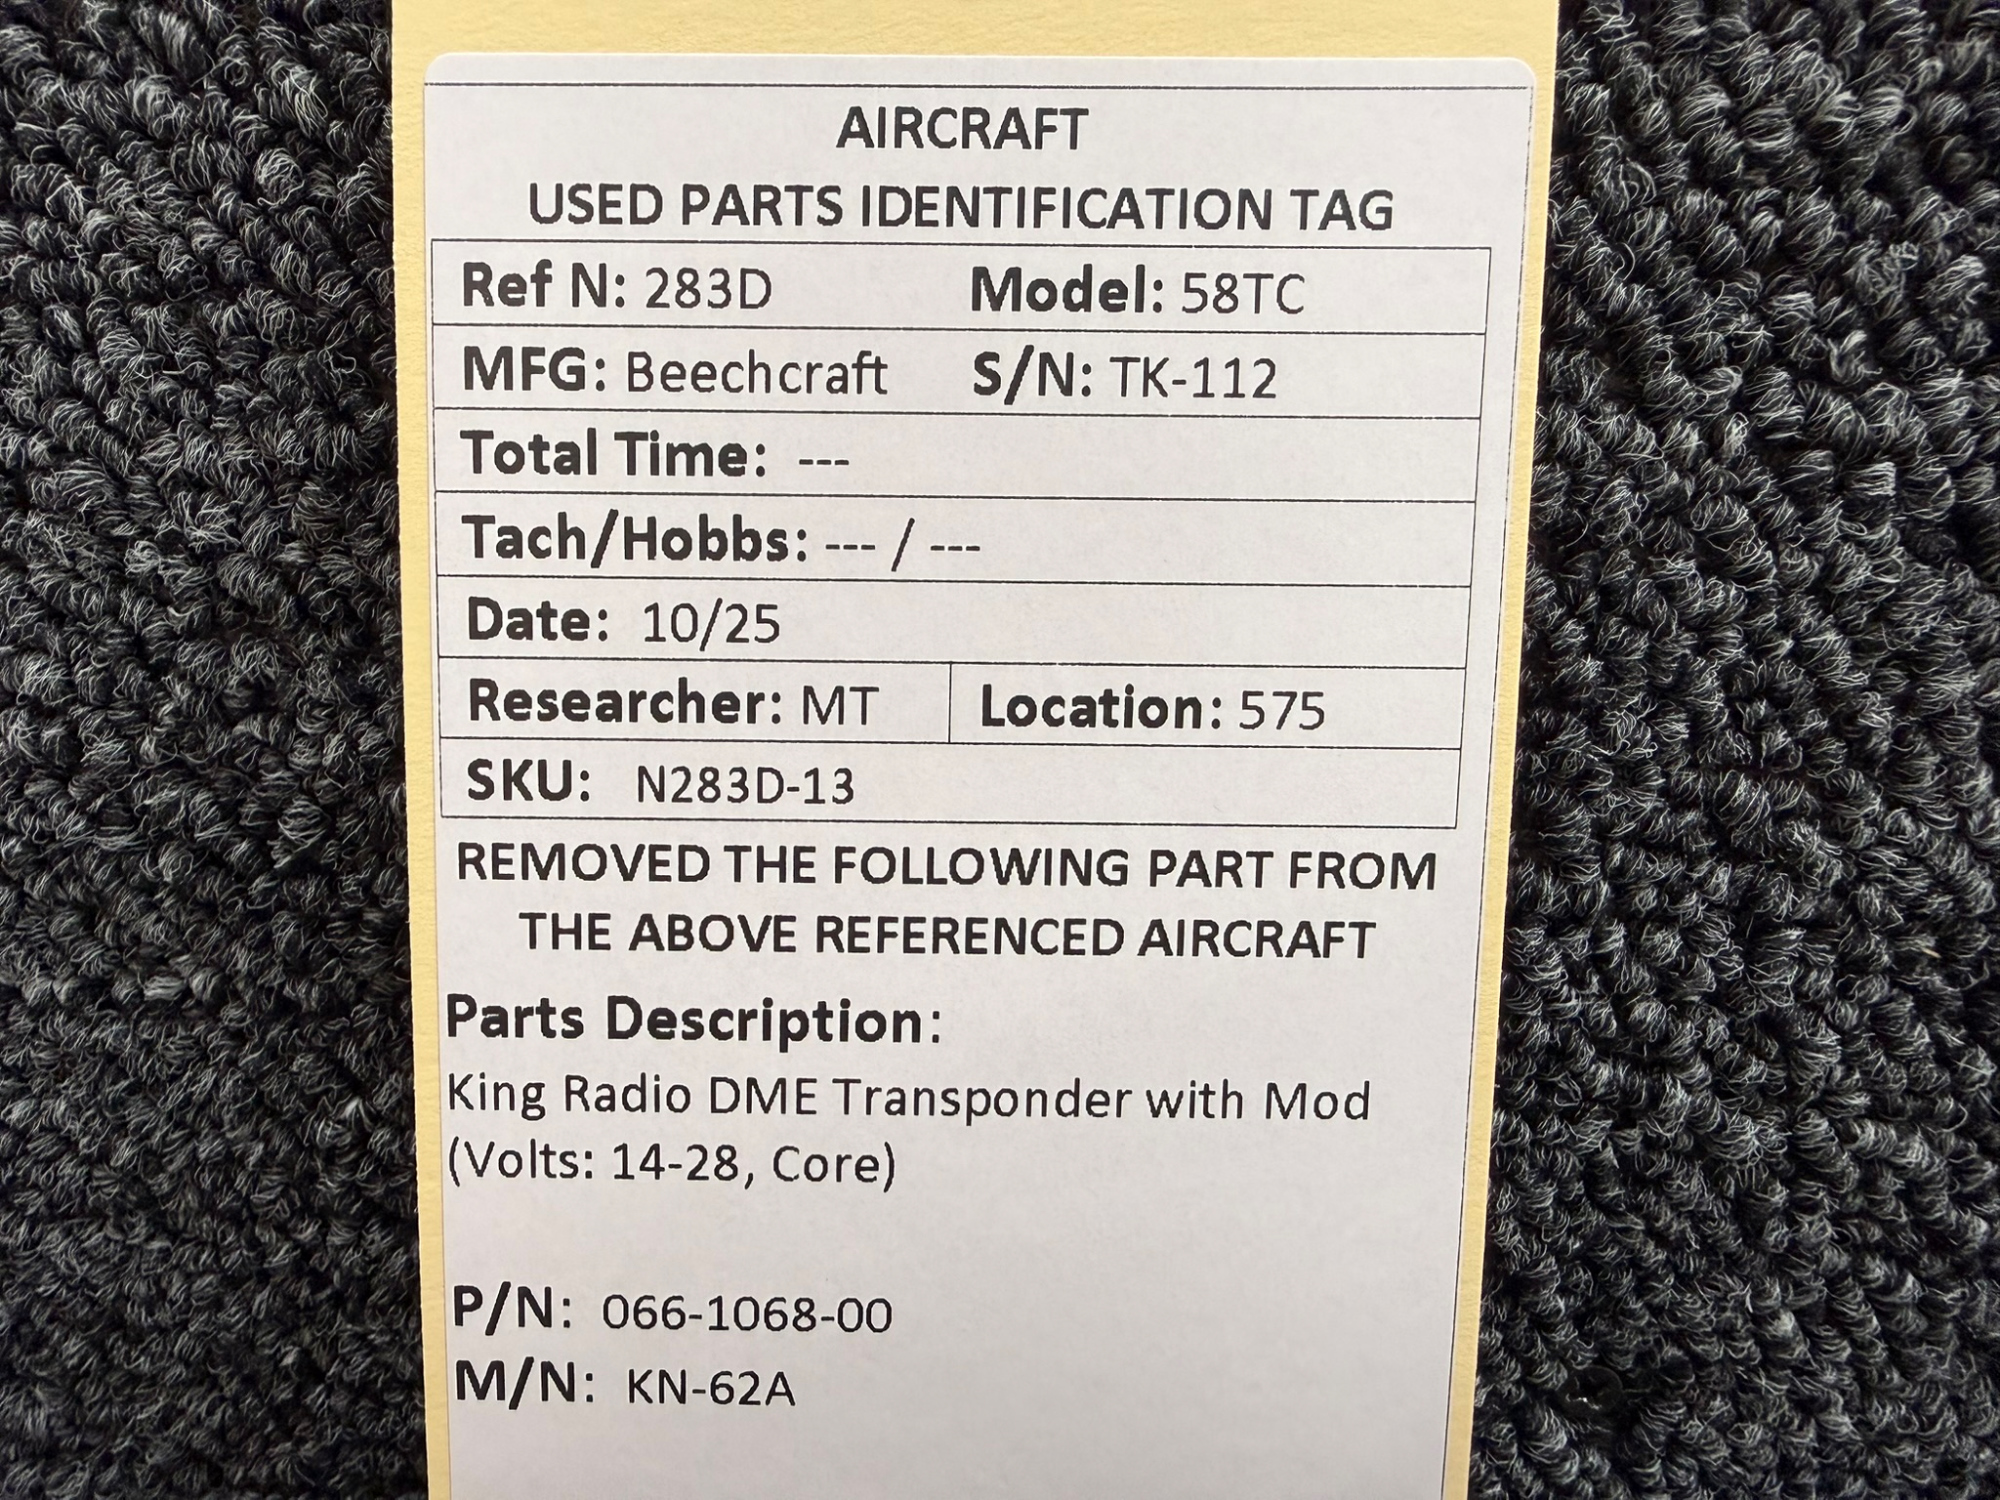 AIRCRAFT
USED PARTS IDENTIFICATION TAG
Ref N: 283D Model: 58TC
MFG: Beechcraft S/N: TK-112
Total Time: ---
Tach/Hobbs: --- / ---
Date: 10/25
Researcher: MT Location: 575
SKU: N283D-13
REMOVED THE FOLLOWING PART FROM
THE ABOVE REFERENCED AIRCRAFT
Parts Description:
King Radio DME Transponder with Mod
(Volts: 14-28, Core)
P/N: 066-1068-00
M/N: KN-62A